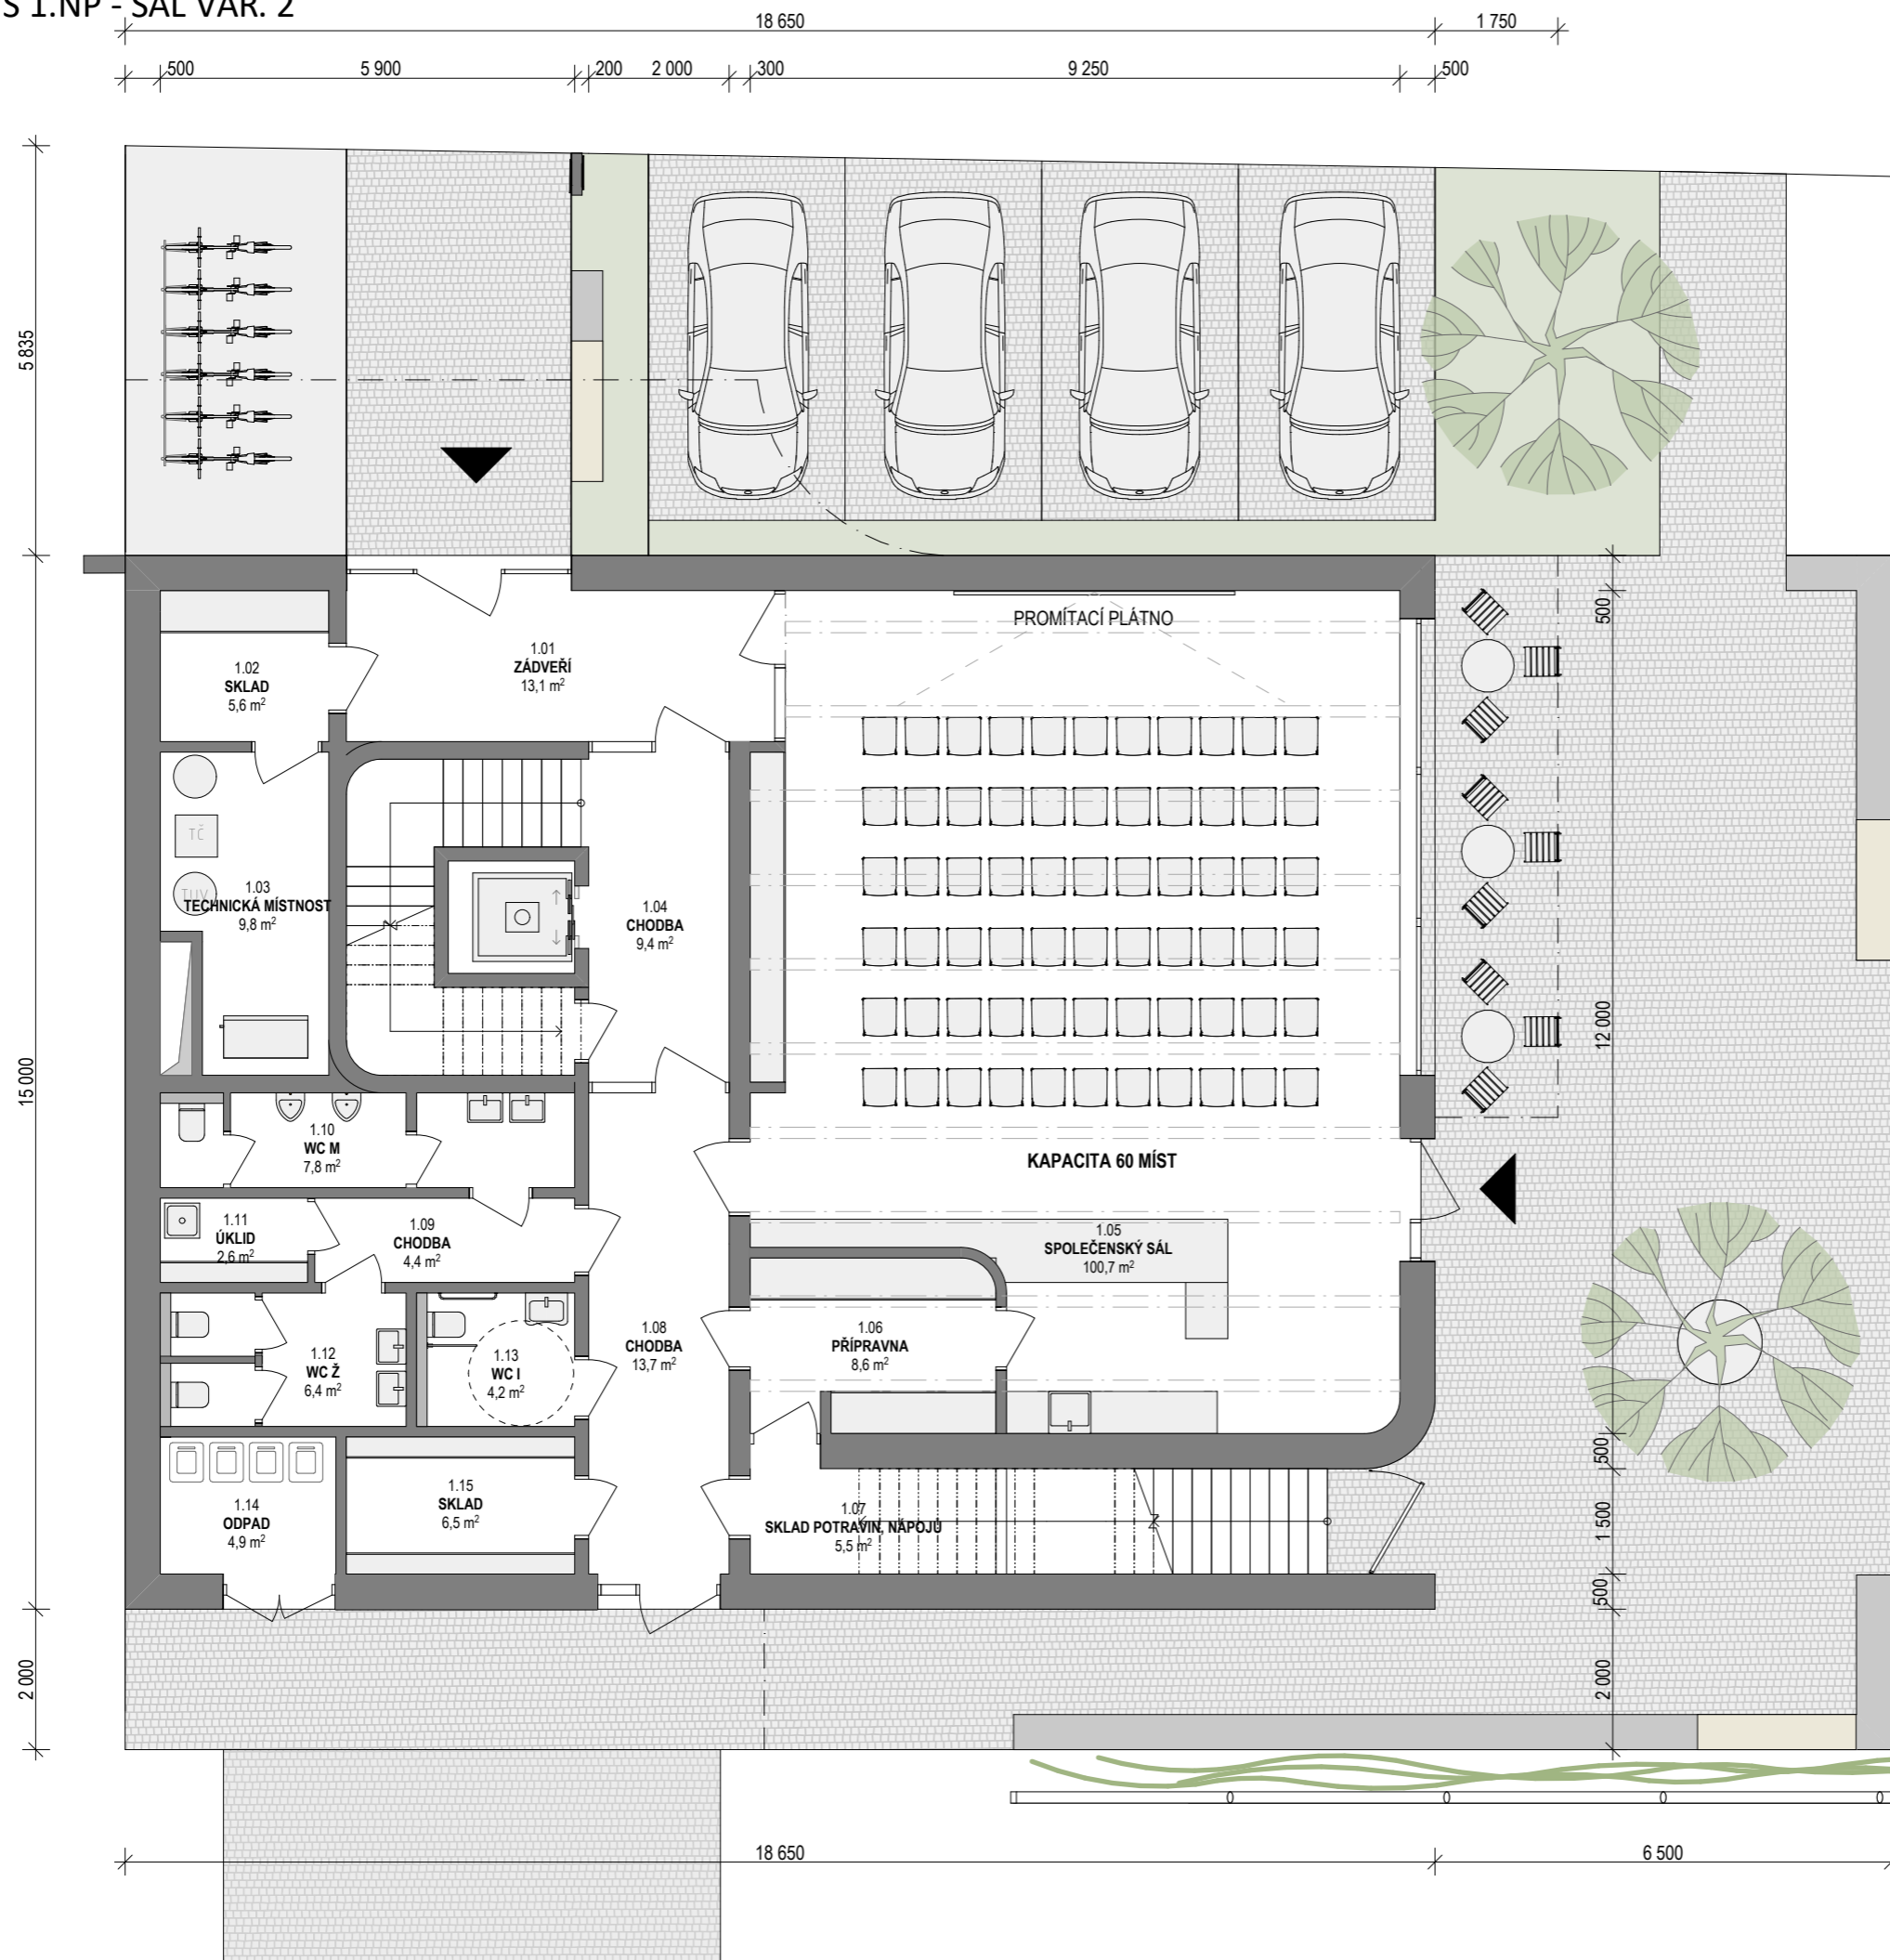 S 1.NP - SÁL VAR. 2
18 650
1 750
500
5 900
200
2 000
300
9 250
500
5 835
PROMÍTACÍ PLÁTNO
500
1.01
ZÁDVEŘÍ
13,1 m²
1.02
SKLAD
5,6 m²
TČ
TUV
1.03
TECHNICKÁ MÍSTNOST
9,8 m²
1.04
CHODBA
9,4 m²
12 000
15 000
1.10
WC M
7,8 m²
KAPACITA 60 MÍST
1.11
ÚKLID
2,6 m²
1.09
CHODBA
4,4 m²
1.05
SPOLEČENSKÝ SÁL
100,7 m²
1.08
CHODBA
13,7 m²
1.06
PŘÍPRAVNA
8,6 m²
1.12
WC Ž
6,4 m²
1.13
WC I
4,2 m²
500
1.14
ODPAD
4,9 m²
1.15
SKLAD
6,5 m²
1.07
SKLAD POTRAVIN, NÁPOJŮ
5,5 m²
1 500
500
2 000
2 000
18 650
6 500